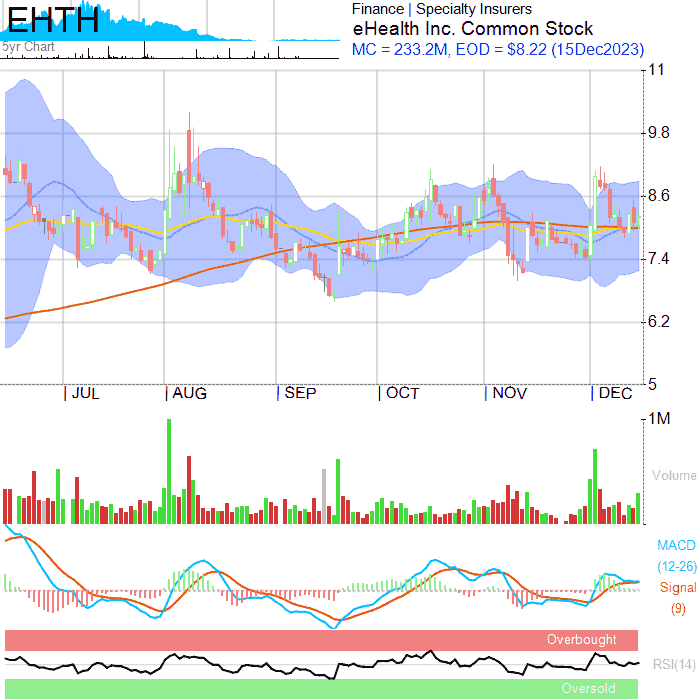 EHTH
5yr Chart
Finance | Specialty Insurers
eHealth Inc. Common Stock
MC = 233.2M, EOD = $8.22 (15Dec2023)
11
9.8
8.6
7.4
6.2
5
| JUL | AUG | SEP | OCT | NOV | DEC
1M
Volume
MACD
(12-26)
Signal
(9)
Overbought
RSI(14)
Oversold